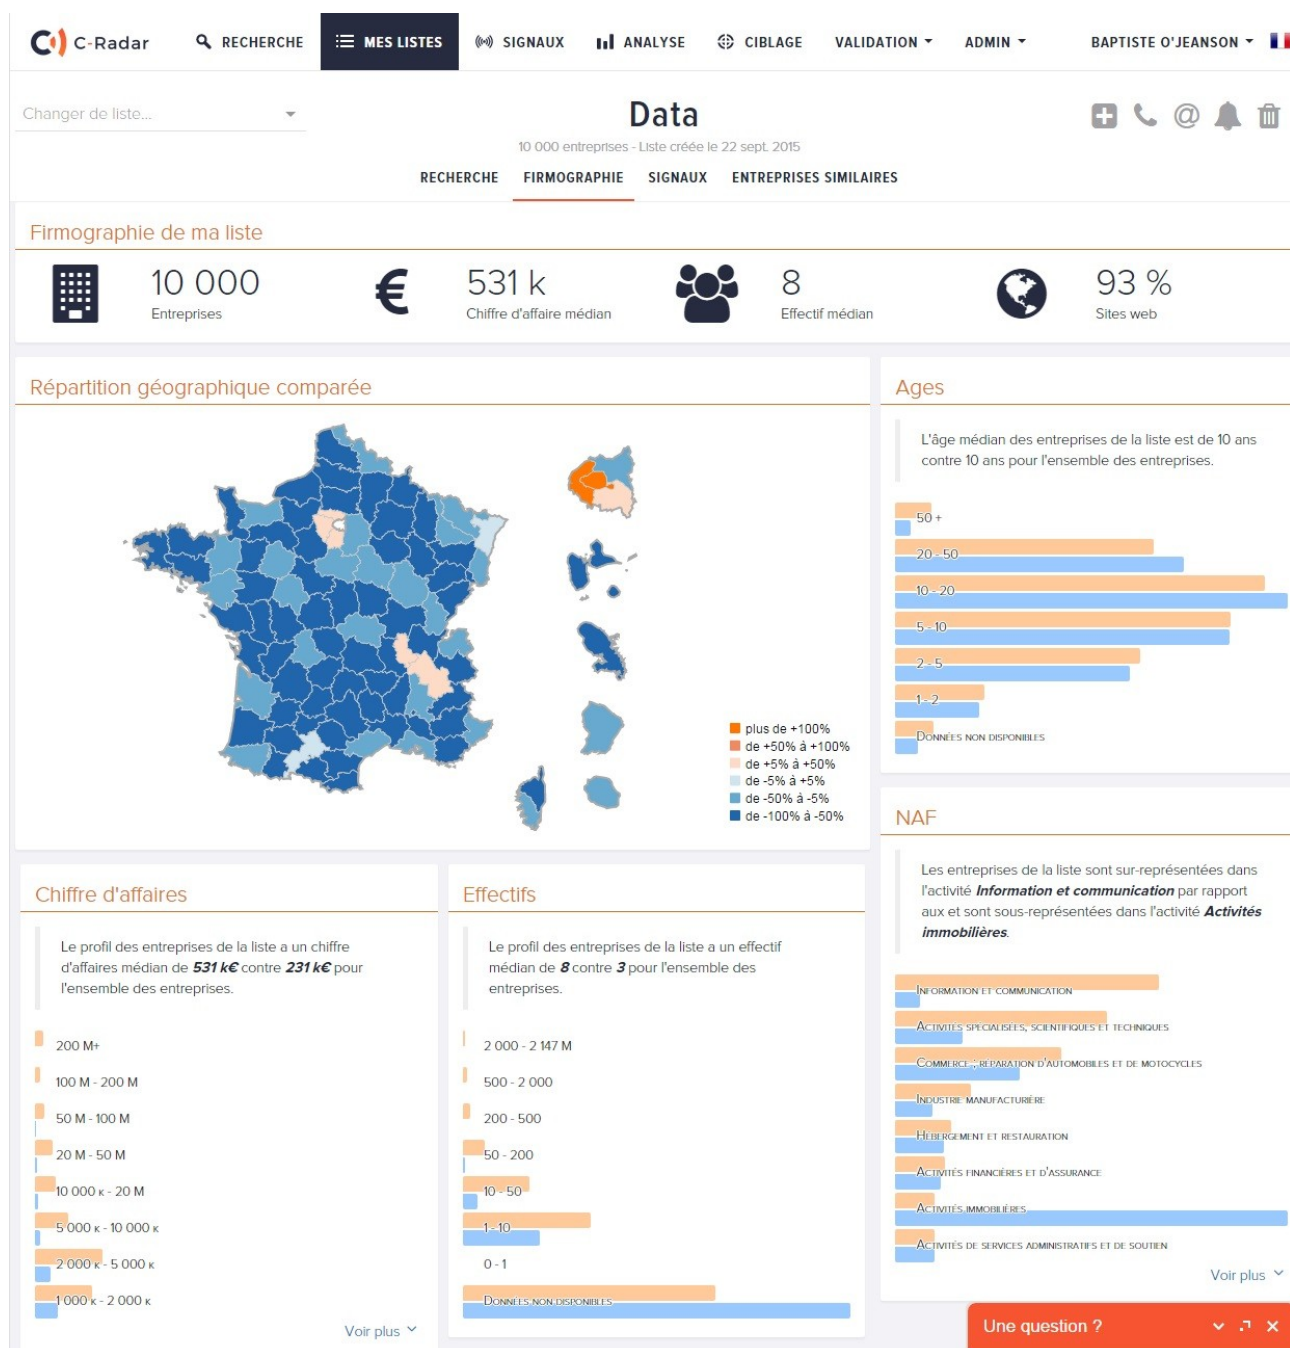 C-Radar
RECHERCHE
MES LISTES
SIGNAUX
ANALYSE
CIBLAGE
VALIDATION
ADMIN
BAPTISTE O'JEANSON
Changer de liste...
Data
10 000 entreprises - Liste créée le 22 sept. 2015
RECHERCHE FIRMOGRAPHIE SIGNAUX ENTREPRISES SIMILAIRES
Firmographie de ma liste
10 000
Entreprises
€
531 k
Chiffre d'affaire médian
8
Effectif médian
93 %
Sites web
Répartition géographique comparée
plus de +100%
de +50% à +100%
de +5% à +50%
de -5% à +5%
de -50% à -5%
de -100% à -50%
Ages
L'âge médian des entreprises de la liste est de 10 ans
contre 10 ans pour l'ensemble des entreprises.
50 +
20 - 50
10 - 20
5 - 10
2 - 5
1 - 2
DONNÉES NON DISPONIBLES
NAF
Les entreprises de la liste sont sur-représentées dans
l'activité Information et communication par rapport
aux et sont sous-représentées dans l'activité Activités
immobilières.
INFORMATION ET COMMUNICATION
ACTIVITÉS SPÉCIALISÉES, SCIENTIFIQUES ET TECHNIQUES
COMMERCE ; RÉPARATION D'AUTOMOBILES ET DE MOTOCYCLES
INDUSTRIE MANUFACTURIÈRE
HÉBERGEMENT ET RESTAURATION
ACTIVITÉS FINANCIÈRES ET D'ASSURANCE
ACTIVITÉS IMMOBILIÈRES
ACTIVITÉS DE SERVICES ADMINISTRATIFS ET DE SOUTIEN
Voir plus
Chiffre d'affaires
Le profil des entreprises de la liste a un chiffre
d'affaires médian de 531 k€ contre 231 k€ pour
l'ensemble des entreprises.
200 M+
100 M - 200 M
50 M - 100 M
20 M - 50 M
10 000 K - 20 M
5 000 K - 10 000 K
2 000 K - 5 000 K
1 000 K - 2 000 K
Voir plus
Effectifs
Le profil des entreprises de la liste a un effectif
médian de 8 contre 3 pour l'ensemble des
entreprises.
2 000 - 2 147 M
500 - 2 000
200 - 500
50 - 200
10 - 50
1 - 10
0 - 1
DONNÉES NON DISPONIBLES
Une question ?